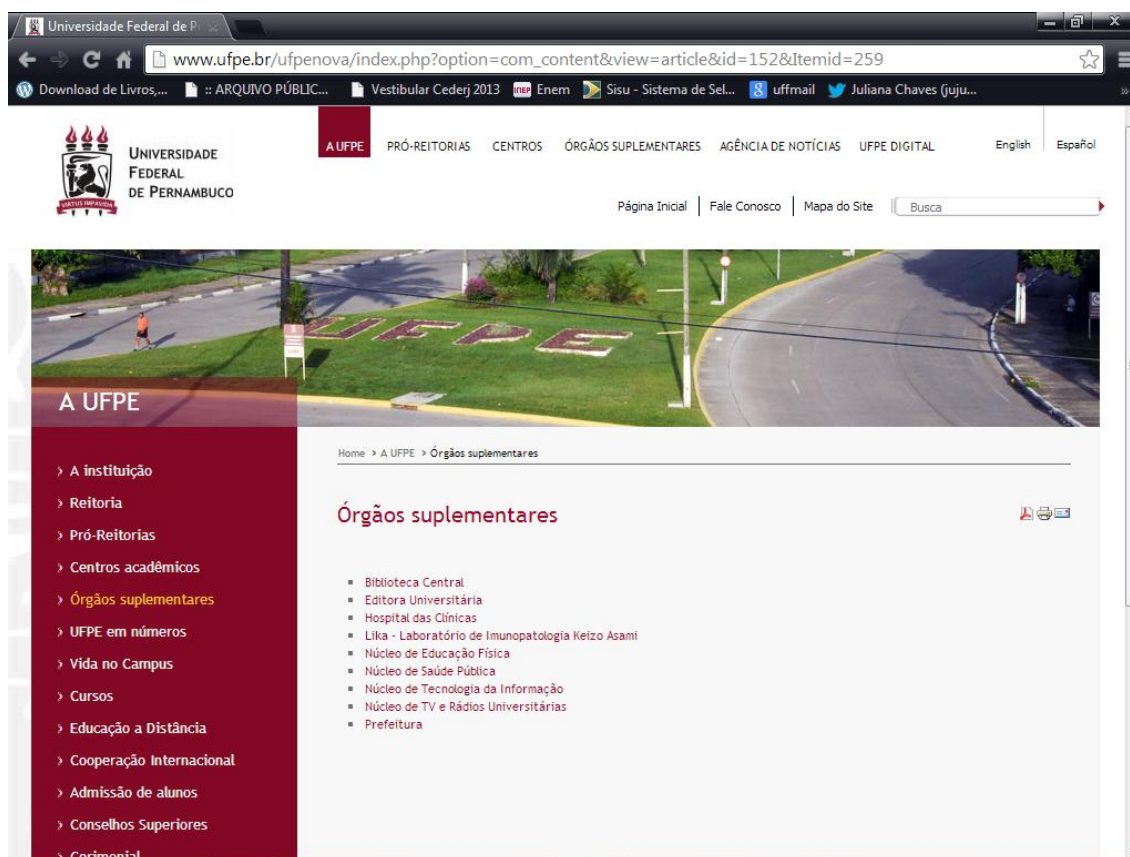 Universidade Federal de P
www.ufpe.br/ufpenova/index.php?option=com_content&view=article&id=152&Itemid=259
Download de Livros,... :: ARQUIVO PÚBLIC... Vestibular Cederj 2013 INEP Enem Sisu - Sistema de Sel... 8 uffmail Juliana Chaves (juju...
UNIVERSIDADE
FEDERAL
DE PERNAMBUCO
VIRTUS IMPAVIDA
A UFPE PRÓ-REITORIAS CENTROS ÓRGÃOS SUPLEMENTARES AGÊNCIA DE NOTÍCIAS UFPE DIGITAL English Español
Página Inicial Fale Conosco Mapa do Site Busca
UFPE
A UFPE
A instituição
Reitoria
Pró-Reitorias
Centros acadêmicos
Órgãos suplementares
UFPE em números
Vida no Campus
Cursos
Educação a Distância
Cooperação Internacional
Admissão de alunos
Conselhos Superiores
Cerimonial
Home > A UFPE > Órgãos suplementares
Órgãos suplementares
Biblioteca Central
Editora Universitária
Hospital das Clínicas
Lika - Laboratório de Imunopatologia Keizo Asami
Núcleo de Educação Física
Núcleo de Saúde Pública
Núcleo de Tecnologia da Informação
Núcleo de TV e Rádios Universitárias
Prefeitura